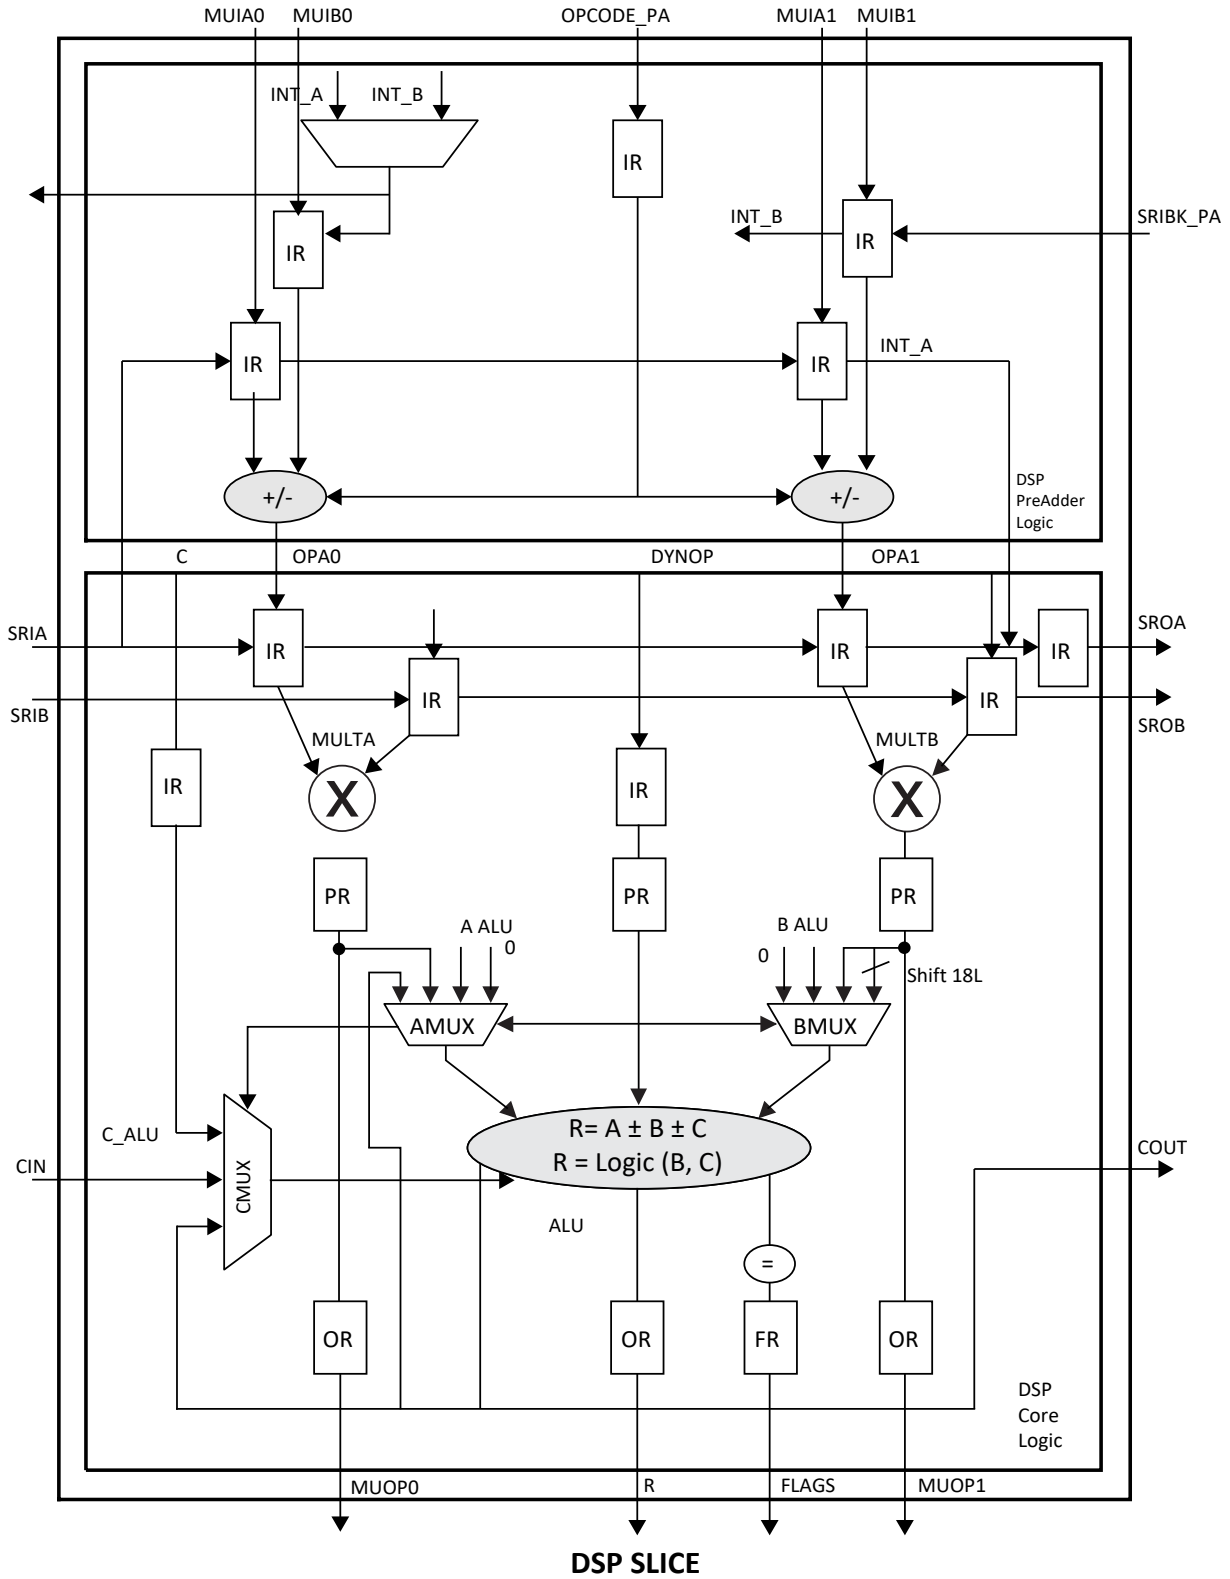 MUIA0
MUIB0
OPCODE_PA
MUIA1
MUIB1
INT_A
INT_B
IR
IR
INT_B
IR
SRIBK_PA
IR
IR
INT_A
+/-
+/-
DSP
PreAdder
Logic
C
OPA0
DYNOP
OPA1
SRIA
IR
IR
IR
SROA
SRIB
IR
IR
SROB
MULTA
MULTB
IR
X
IR
X
PR
PR
PR
A ALU
0
B ALU
0
Shift 18L
AMUX
BMUX
R= A ± B ± C
R = Logic (B, C)
C_ALU
CIN
CMUX
COUT
ALU
=
OR
OR
FR
OR
DSP
Core
Logic
MUOP0
R
FLAGS
MUOP1
DSP SLICE